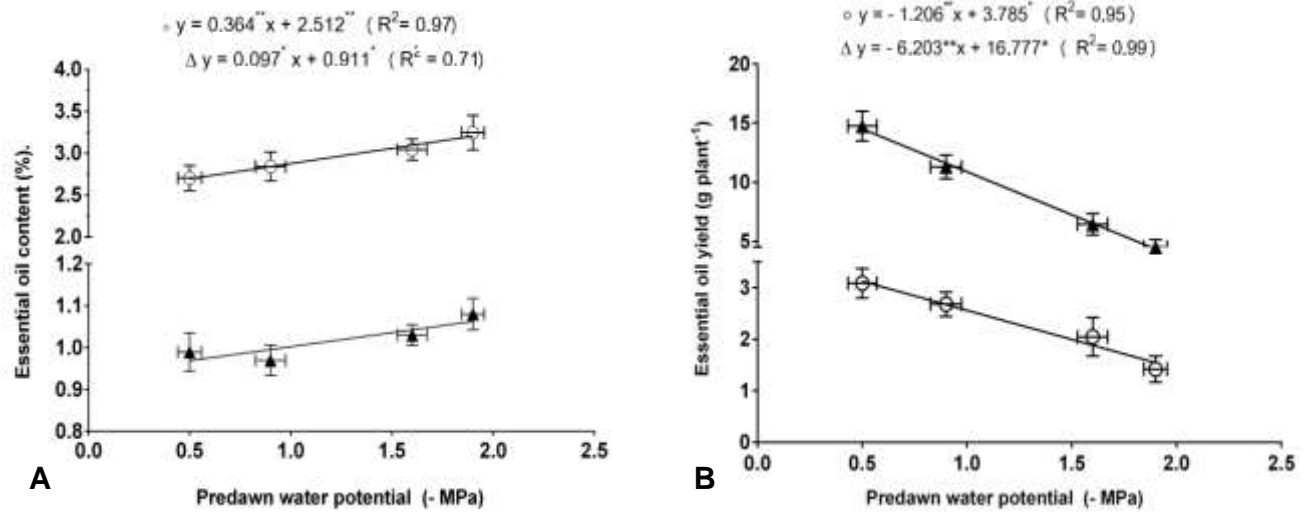 ○ y = 0.364**x + 2.512** ( R²= 0.97)
Δ y = 0.097* x + 0.911* ( R² = 0.71)
4.0
3.5
3.0
2.5
2.0
1.2
1.1
1.0
0.9
0.8
0.0 0.5 1.0 1.5 2.0 2.5
Essential oil content (%).
Predawn water potential (- MPa)
A
○ y = - 1.206**x + 3.785* ( R²= 0.95)
Δ y = - 6.203**x + 16.777* ( R²= 0.99)
20
15
10
5
3
2
1
0
0.0 0.5 1.0 1.5 2.0 2.5
Essential oil yield (g plant⁻¹)
Predawn water potential (- MPa)
B